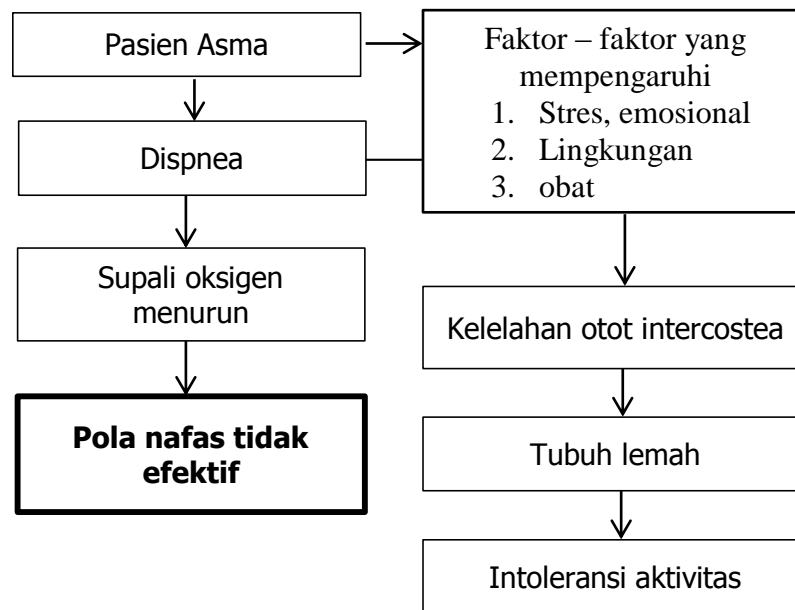 Pasien Asma
Dispnea
Supali oksigen
menurun
Pola nafas tidak
efektif
Faktor – faktor yang
mempengaruhi
1. Stres, emosional
2. Lingkungan
3. obat
Kelelahan otot intercostea
Tubuh lemah
Intoleransi aktivitas